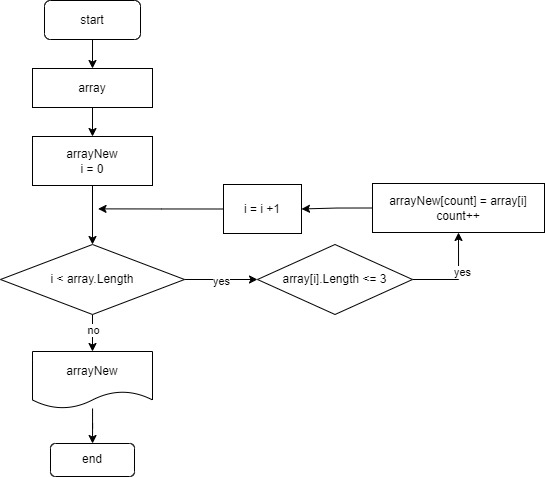 start
array
arrayNew
i = 0
i = i +1
arrayNew[count] = array[i]
count++
i < array.Length
yes
array[i].Length <= 3
yes
no
arrayNew
end